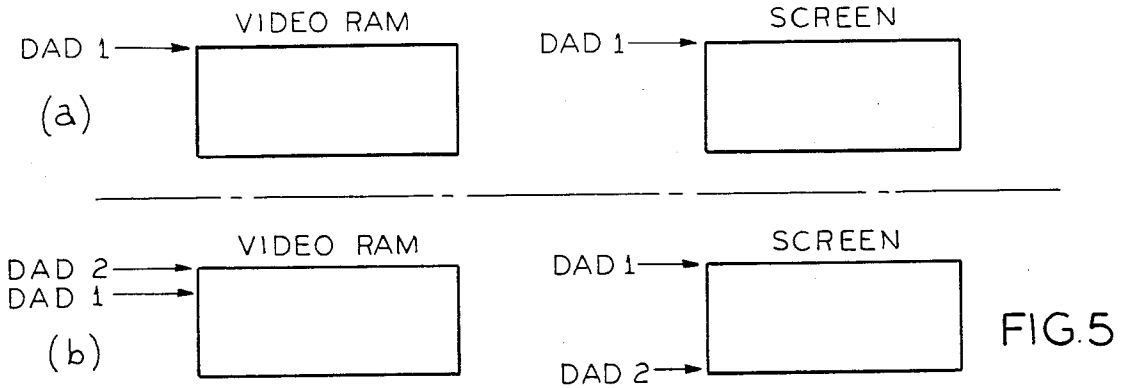 VIDEO RAM
SCREEN
DAD 1
DAD 1
(a)
VIDEO RAM
SCREEN
DAD 2
DAD 1
DAD 1
(b)
DAD 2
FIG.5